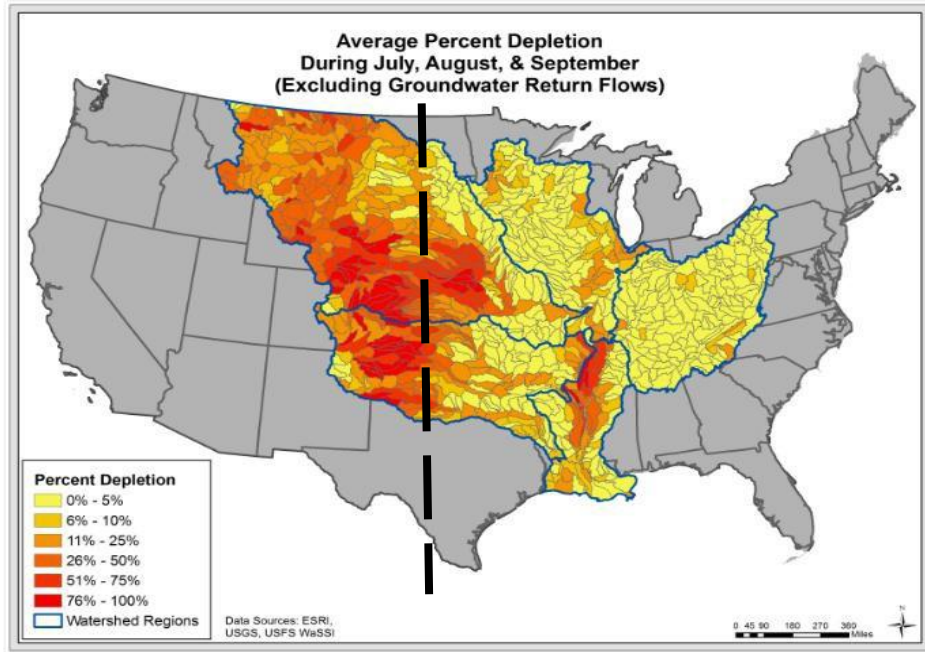 Average Percent Depletion
During July, August, & September
(Excluding Groundwater Return Flows)
Percent Depletion
0% - 5%
6% - 10%
11% - 25%
26% - 50%
51% - 75%
76% - 100%
Watershed Regions
Data Sources: ESRI,
USGS, USFS WaSSI
N
0 45 90 180 270 360
Miles